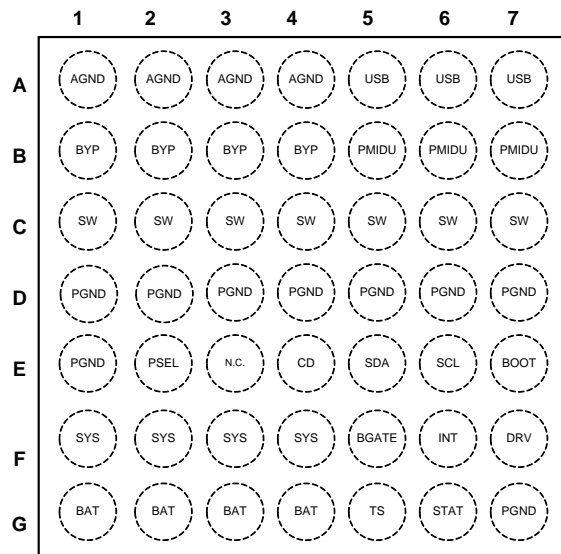 1 2 3 4 5 6 7
A AGND AGND AGND AGND USB USB USB
B BYP BYP BYP BYP PMIDU PMIDU PMIDU
C SW SW SW SW SW SW SW
D PGND PGND PGND PGND PGND PGND PGND
E PGND PSEL N.C. CD SDA SCL BOOT
F SYS SYS SYS SYS BGATE INT DRV
G BAT BAT BAT BAT TS STAT PGND